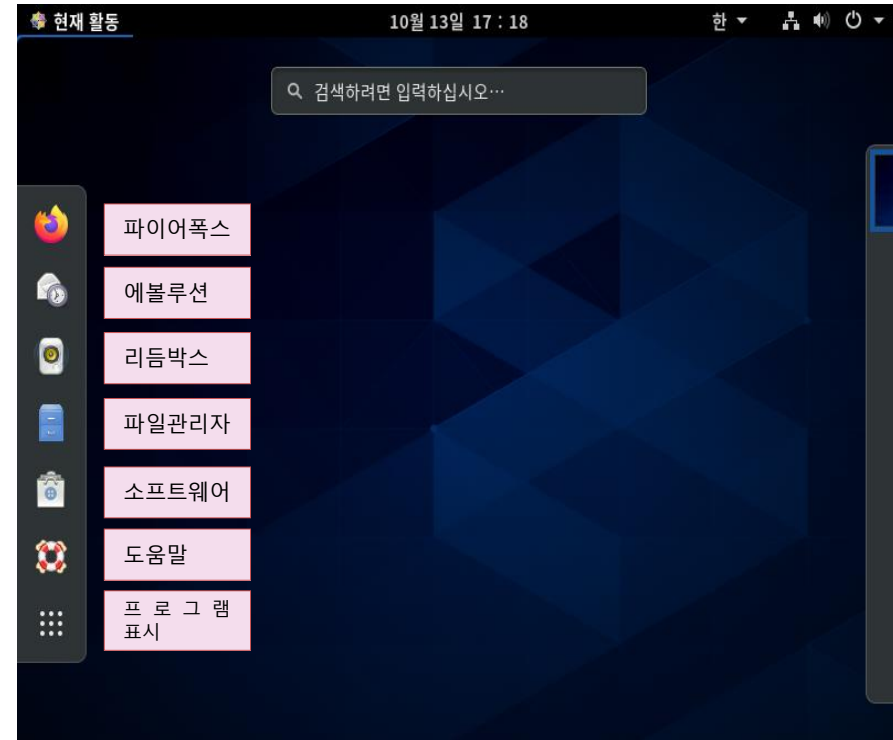 현재 활동
10월 13일 17 : 18
한
검색하려면 입력하십시오…
파이어폭스
에볼루션
리듬박스
파일관리자
소프트웨어
도움말
프 로 그 램
표시